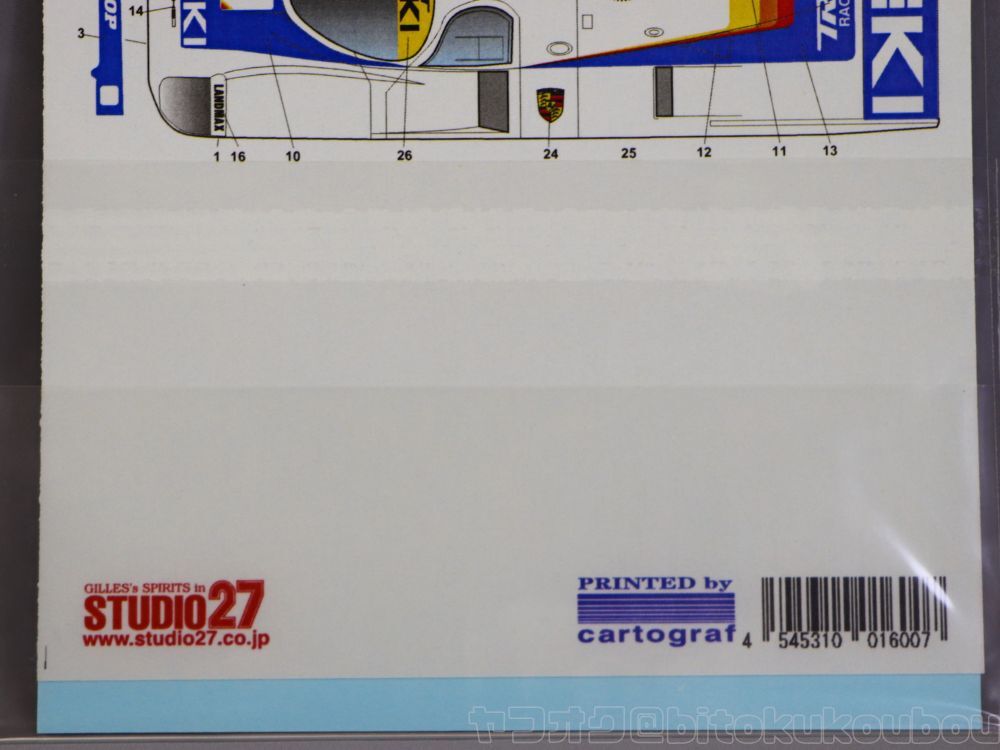 OP
KI
KI
RAC
EKI
14
3
LANDMAX
1 16 10 26 24 25 12 11 13
GILLES's SPIRITS in
STUDIO27
www.studio27.co.jp
PRINTED by
cartograf
4 545310 016007
ヤフオク@bitokukoubou